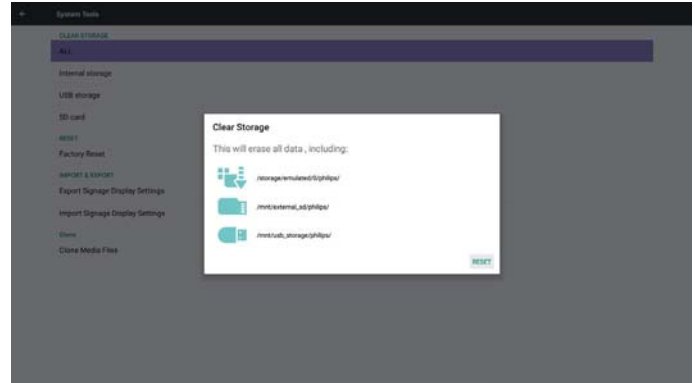 System Tools
CLEAR STORAGE
ALL
Internal storage
USB storage
SD card
RESET
Factory Reset
IMPORT & EXPORT
Export Signage Display Settings
Import Signage Display Settings
Clone
Clone Media Files
Clear Storage
This will erase all data , including:
/storage/emulated/0/philips/
/mnt/external_sd/philips/
/mnt/usb_storage/philips/
RESET